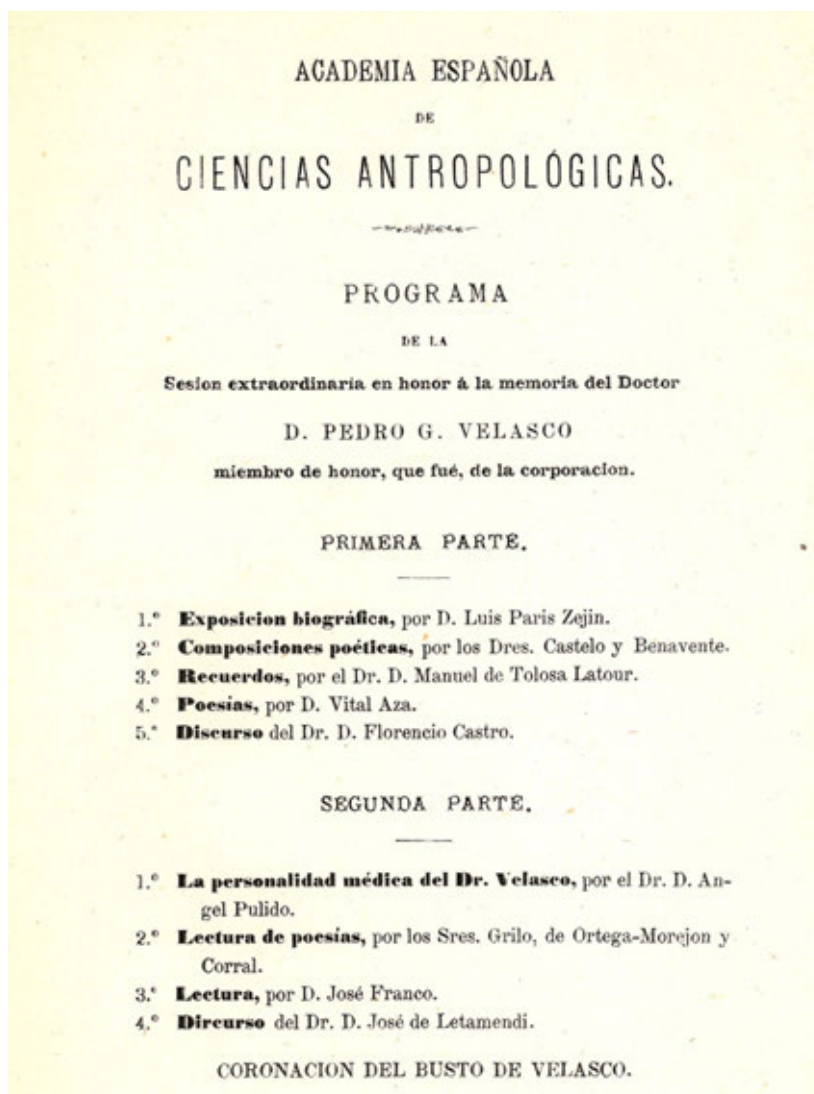 ACADEMIA ESPAÑOLA
DE
CIENCIAS ANTROPOLÓGICAS.
PROGRAMA
DE LA
Sesion extraordinaria en honor á la memoria del Doctor
D. PEDRO G. VELASCO
miembro de honor, que fué, de la corporacion.
PRIMERA PARTE.
1.º Exposicion biográfica, por D. Luis Paris Zejin.
2.º Composiciones poéticas, por los Dres. Castelo y Benavente.
3.º Recuerdos, por el Dr. D. Manuel de Tolosa Latour.
4.º Poesías, por D. Vital Aza.
5.º Discurso del Dr. D. Florencio Castro.
SEGUNDA PARTE.
1.º La personalidad médica del Dr. Velasco, por el Dr. D. An-
gel Pulido.
2.º Lectura de poesías, por los Sres. Grilo, de Ortega-Morejon y
Corral.
3.º Lectura, por D. José Franco.
4.º Dircurso del Dr. D. José de Letamendi.
CORONACION DEL BUSTO DE VELASCO.